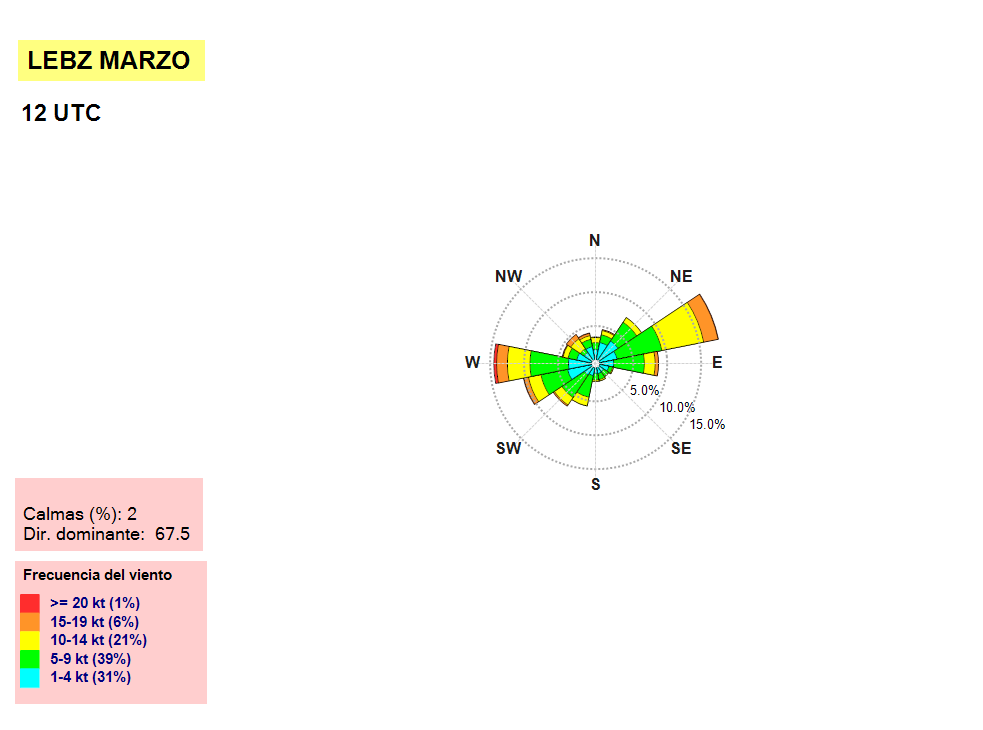 LEBZ MARZO
12 UTC
N
NW
NE
W
E
5.0%
10.0%
15.0%
SW
SE
S
Calmas (%): 2
Dir. dominante: 67.5
Frecuencia del viento
>= 20 kt (1%)
15-19 kt (6%)
10-14 kt (21%)
5-9 kt (39%)
1-4 kt (31%)